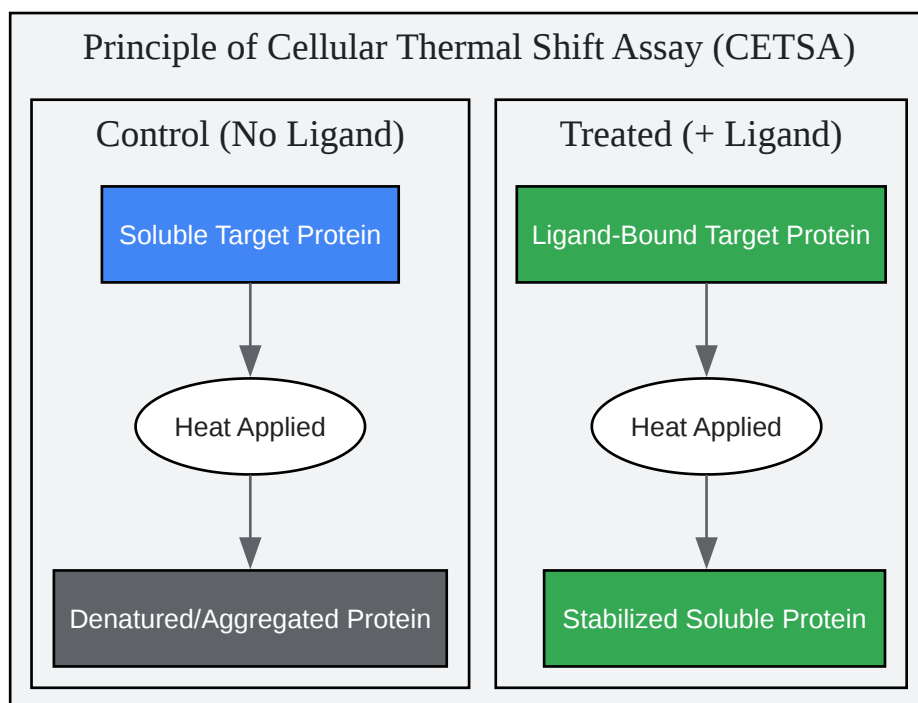 Principle of Cellular Thermal Shift Assay (CETSA)
Control (No Ligand)
Soluble Target Protein
Heat Applied
Denatured/Aggregated Protein
Treated (+ Ligand)
Ligand-Bound Target Protein
Heat Applied
Stabilized Soluble Protein